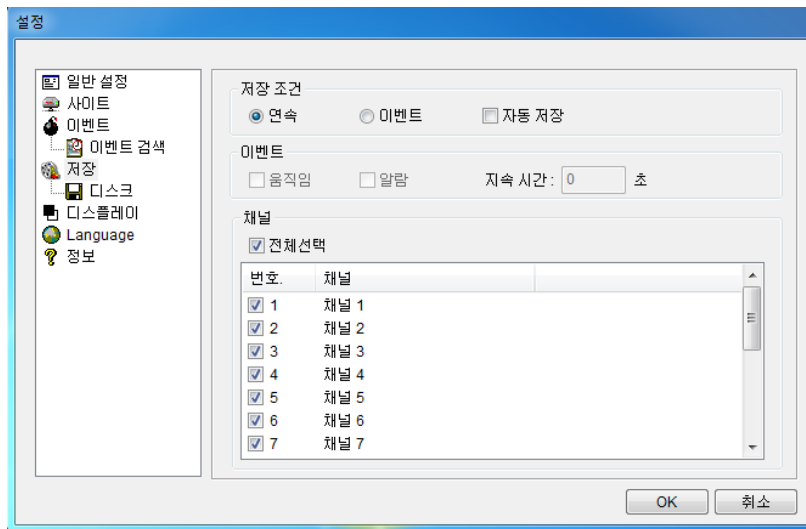 설정
일반 설정
사이트
이벤트
이벤트 검색
저장
디스크
디스플레이
Language
정보
저장 조건
연속 이벤트 자동 저장
이벤트
움직임 알람 지속 시간 : 0 초
채널
전체선택
번호. 채널
1 채널 1
2 채널 2
3 채널 3
4 채널 4
5 채널 5
6 채널 6
7 채널 7
OK 취소